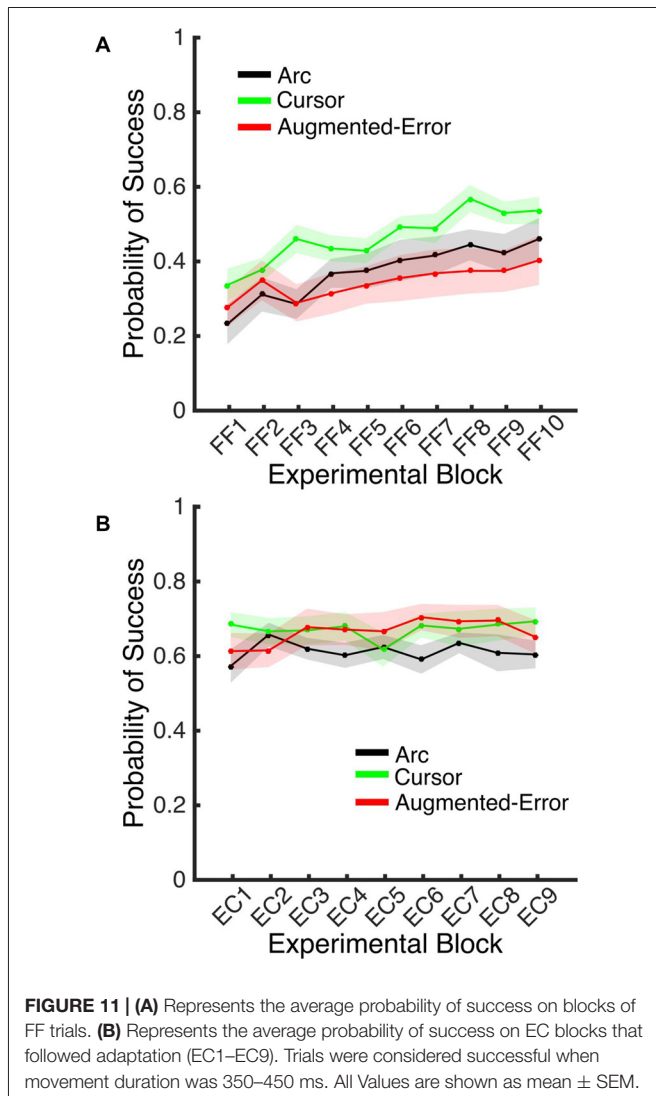 A
1
0.8
0.6
0.4
0.2
0
Probability of Success
Arc
Cursor
Augmented-Error
FF1 FF2 FF3 FF4 FF5 FF6 FF7 FF8 FF9 FF10
Experimental Block
B
1
0.8
0.6
0.4
0.2
0
Probability of Success
Arc
Cursor
Augmented-Error
EC1 EC2 EC3 EC4 EC5 EC6 EC7 EC8 EC9
Experimental Block
FIGURE 11 | (A) Represents the average probability of success on blocks of
FF trials. (B) Represents the average probability of success on EC blocks that
followed adaptation (EC1–EC9). Trials were considered successful when
movement duration was 350–450 ms. All Values are shown as mean ± SEM.